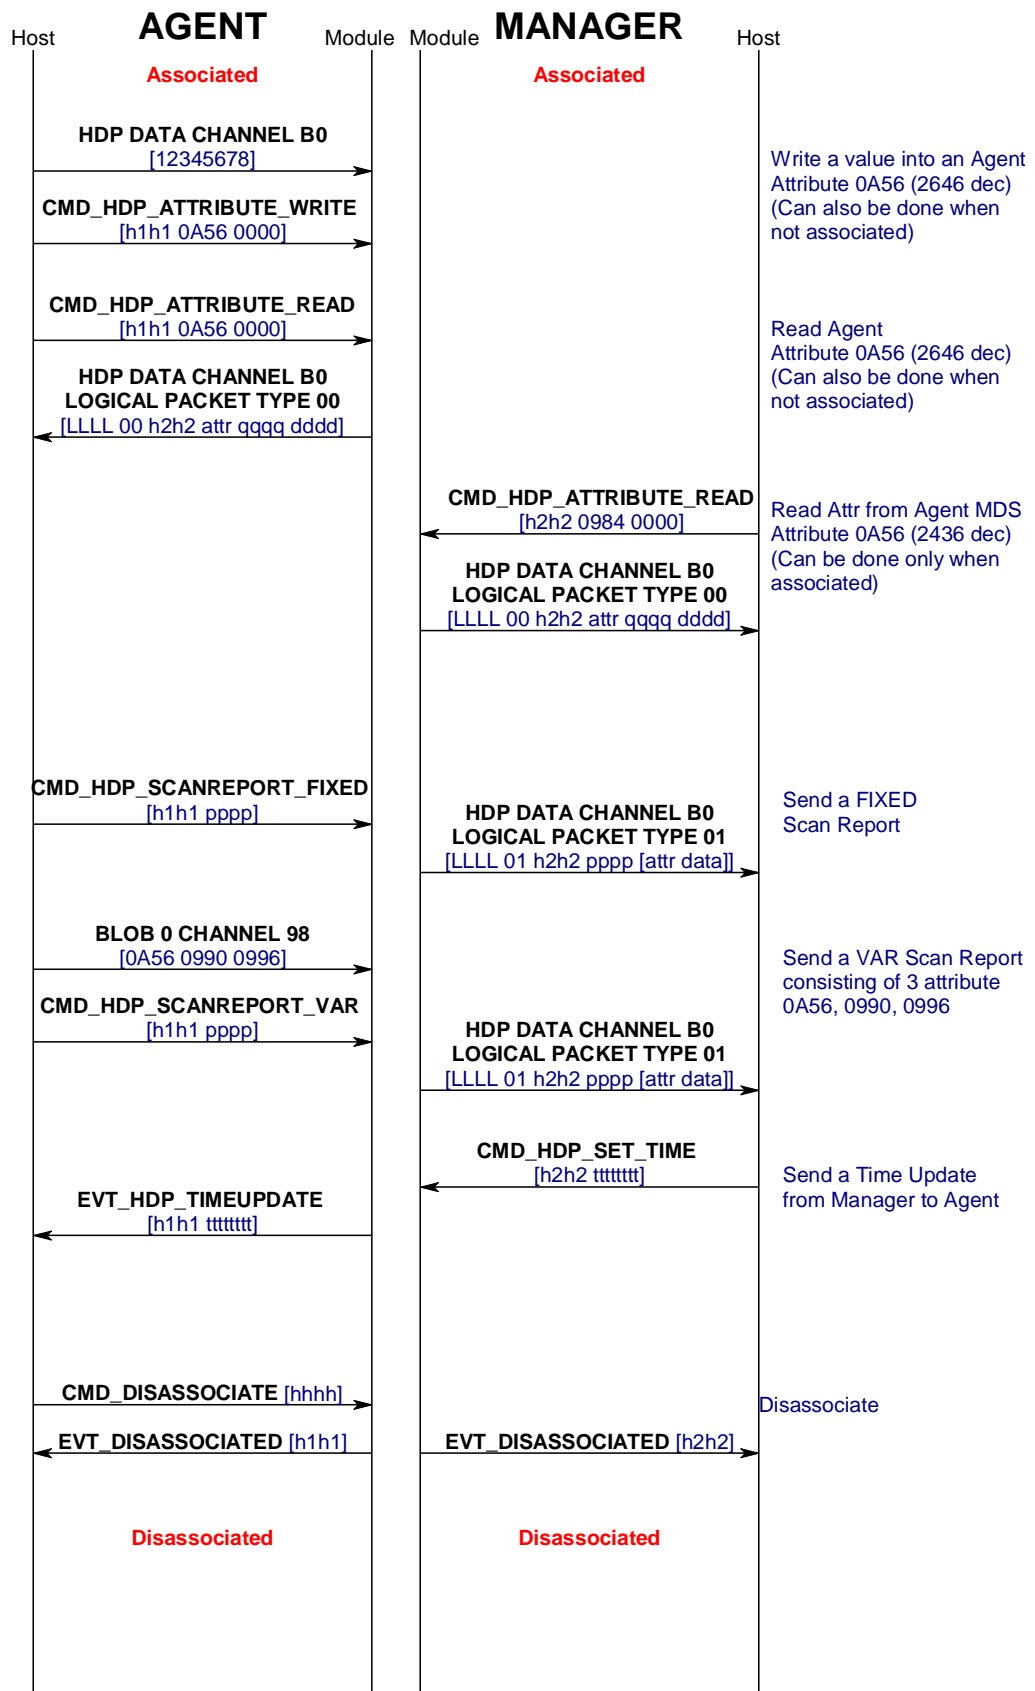 AGENT
MANAGER
Host
Module
Module
Host
Associated
Associated
HDP DATA CHANNEL B0
[12345678]
Write a value into an Agent
Attribute 0A56 (2646 dec)
(Can also be done when
not associated)
CMD_HDP_ATTRIBUTE_WRITE
[h1h1 0A56 0000]
CMD_HDP_ATTRIBUTE_READ
[h1h1 0A56 0000]
Read Agent
Attribute 0A56 (2646 dec)
(Can also be done when
not associated)
HDP DATA CHANNEL B0
LOGICAL PACKET TYPE 00
[LLLL 00 h2h2 attr qqqq dddd]
CMD_HDP_ATTRIBUTE_READ
[h2h2 0984 0000]
Read Attr from Agent MDS
Attribute 0A56 (2436 dec)
(Can be done only when
associated)
HDP DATA CHANNEL B0
LOGICAL PACKET TYPE 00
[LLLL 00 h2h2 attr qqqq dddd]
CMD_HDP_SCANREPORT_FIXED
[h1h1 pppp]
Send a FIXED
Scan Report
HDP DATA CHANNEL B0
LOGICAL PACKET TYPE 01
[LLLL 01 h2h2 pppp [attr data]]
BLOB 0 CHANNEL 98
[0A56 0990 0996]
Send a VAR Scan Report
consisting of 3 attribute
0A56, 0990, 0996
CMD_HDP_SCANREPORT_VAR
[h1h1 pppp]
HDP DATA CHANNEL B0
LOGICAL PACKET TYPE 01
[LLLL 01 h2h2 pppp [attr data]]
CMD_HDP_SET_TIME
[h2h2 tttttttt]
Send a Time Update
from Manager to Agent
EVT_HDP_TIMEUPDATE
[h1h1 tttttttt]
CMD_DISASSOCIATE [hhhh]
Disassociate
EVT_DISASSOCIATED [h1h1]
EVT_DISASSOCIATED [h2h2]
Disassociated
Disassociated